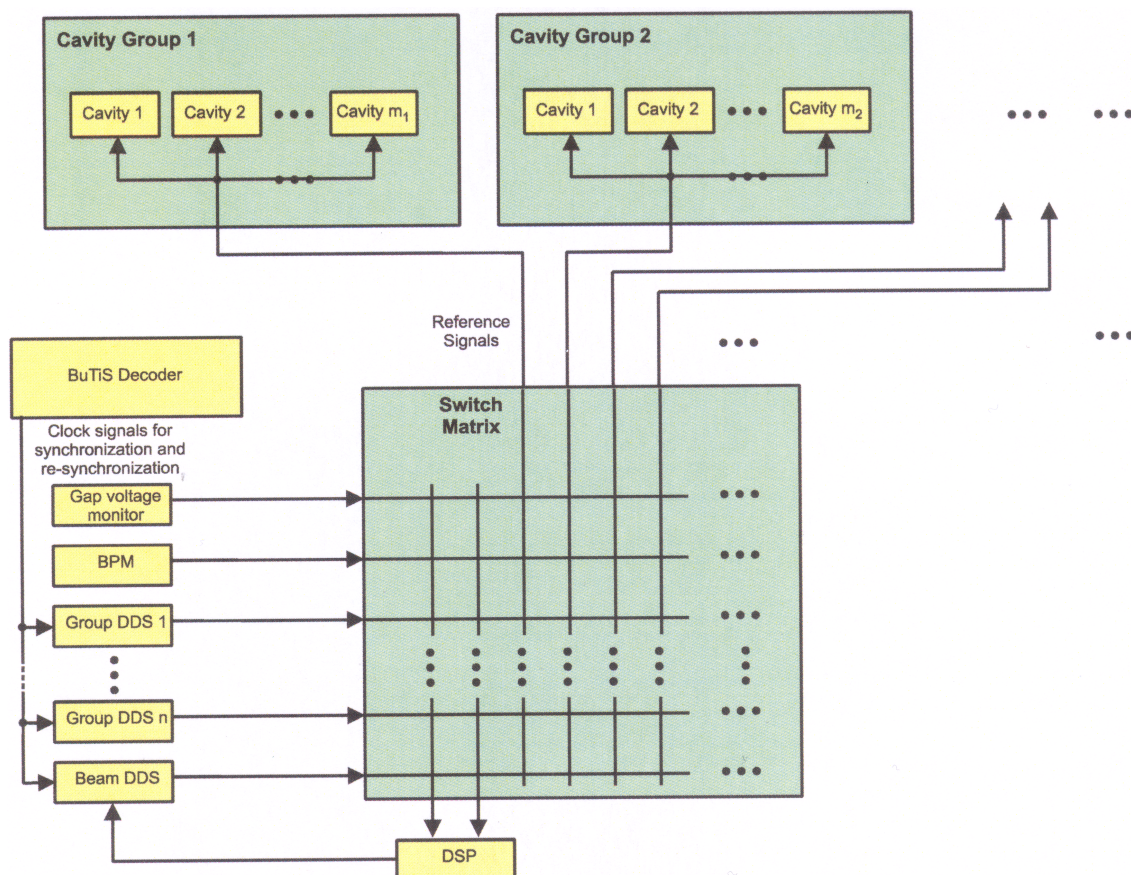 Cavity Group 1
Cavity 1
Cavity 2
Cavity m1
Cavity Group 2
Cavity 1
Cavity 2
Cavity m2
Reference
Signals
BuTiS Decoder
Clock signals for
synchronization and
re-synchronization
Switch
Matrix
Gap voltage
monitor
BPM
Group DDS 1
Group DDS n
Beam DDS
DSP